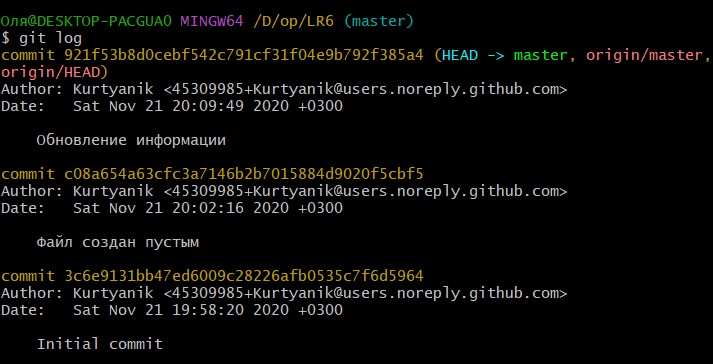 Оля@DESKTOP-PACGUA0 MINGW64 /D/op/LR6 (master)
$ git log
commit 921f53b8d0cebf542c791cf31f04e9b792f385a4 (HEAD -> master, origin/master,
origin/HEAD)
Author: Kurtyanik <45309985+Kurtyanik@users.noreply.github.com>
Date:   Sat Nov 21 20:09:49 2020 +0300
Обновление информации
commit c08a654a63cfc3a7146b2b7015884d9020f5cbf5
Author: Kurtyanik <45309985+Kurtyanik@users.noreply.github.com>
Date:   Sat Nov 21 20:02:16 2020 +0300
Файл создан пустым
commit 3c6e9131bb47ed6009c28226afb0535c7f6d5964
Author: Kurtyanik <45309985+Kurtyanik@users.noreply.github.com>
Date:   Sat Nov 21 19:58:20 2020 +0300
Initial commit